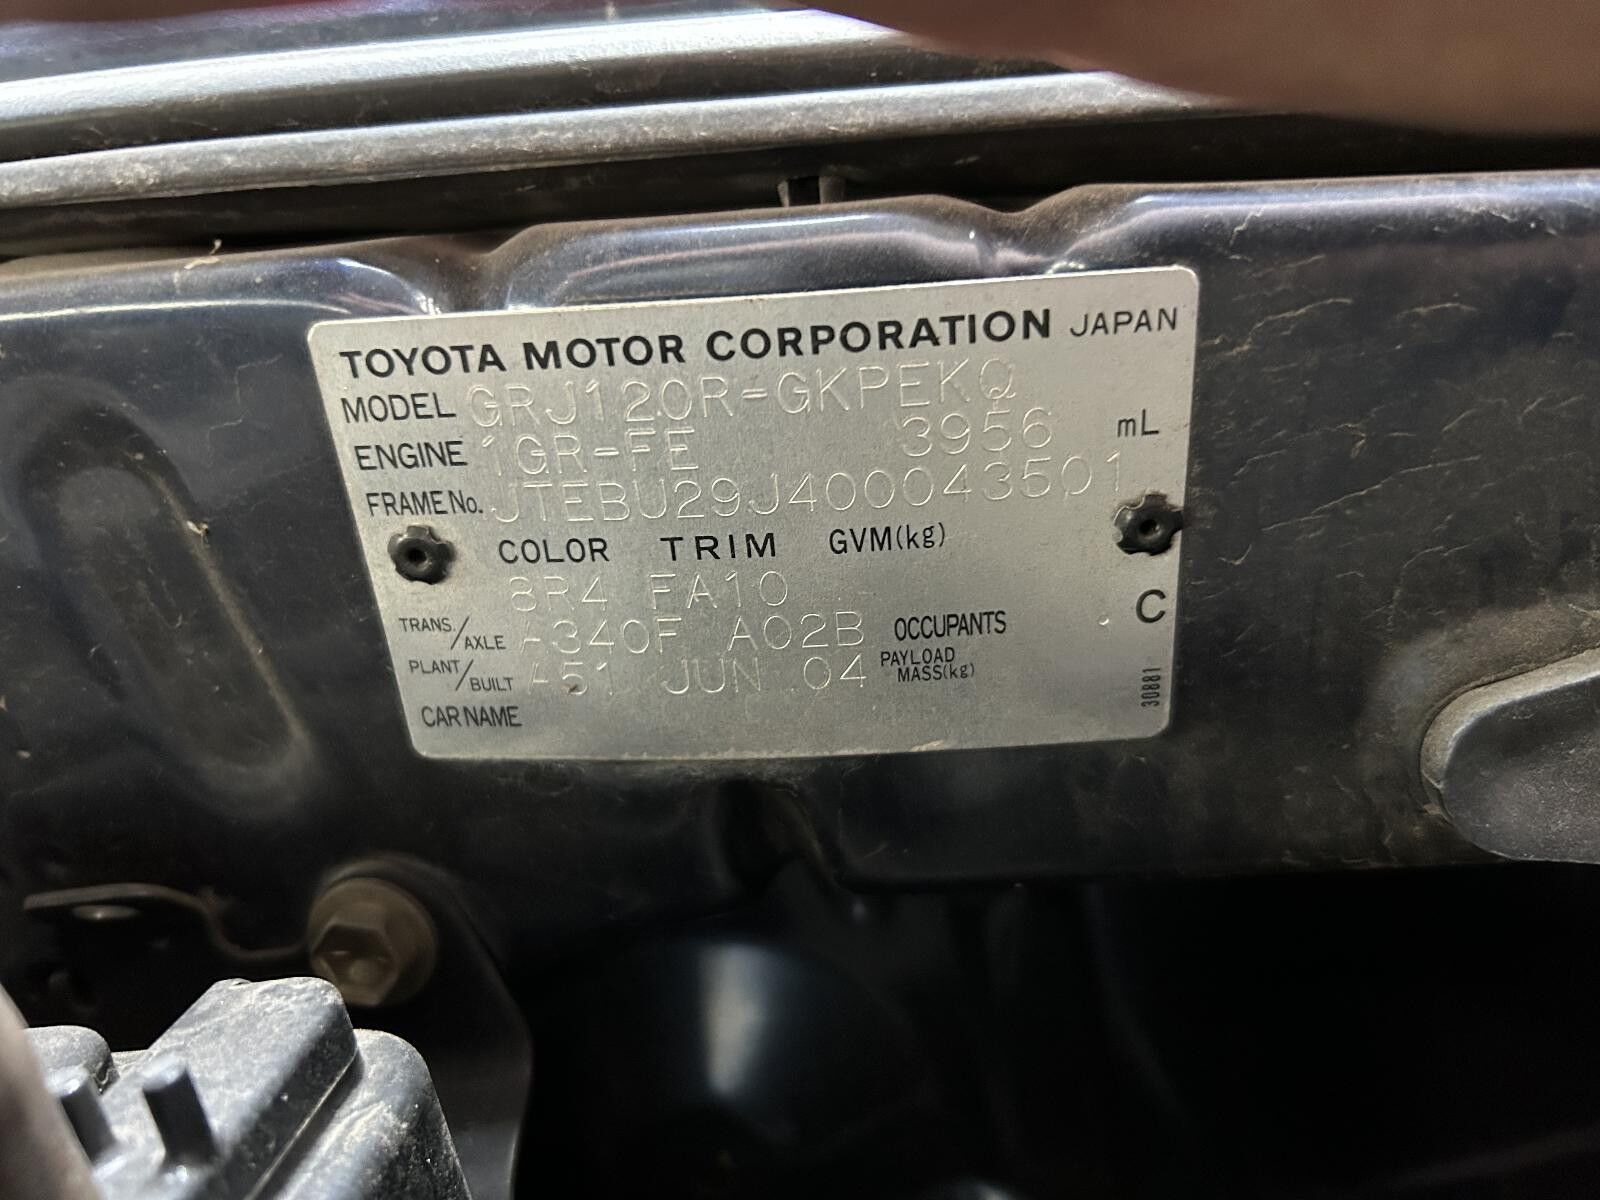 TOYOTA MOTOR CORPORATION JAPAN
MODEL GRJ120R-GKPEKQ
ENGINE 1GR-FE 3956 mL
FRAME No. JTEBU29J400043501
COLOR TRIM GVM(kg)
8R4 FA10
C
TRANS/AXLE A340F A02B OCCUPANTS
PLANT/BUILT A51 JUN 04 PAYLOAD MASS(kg)
CAR NAME
30881